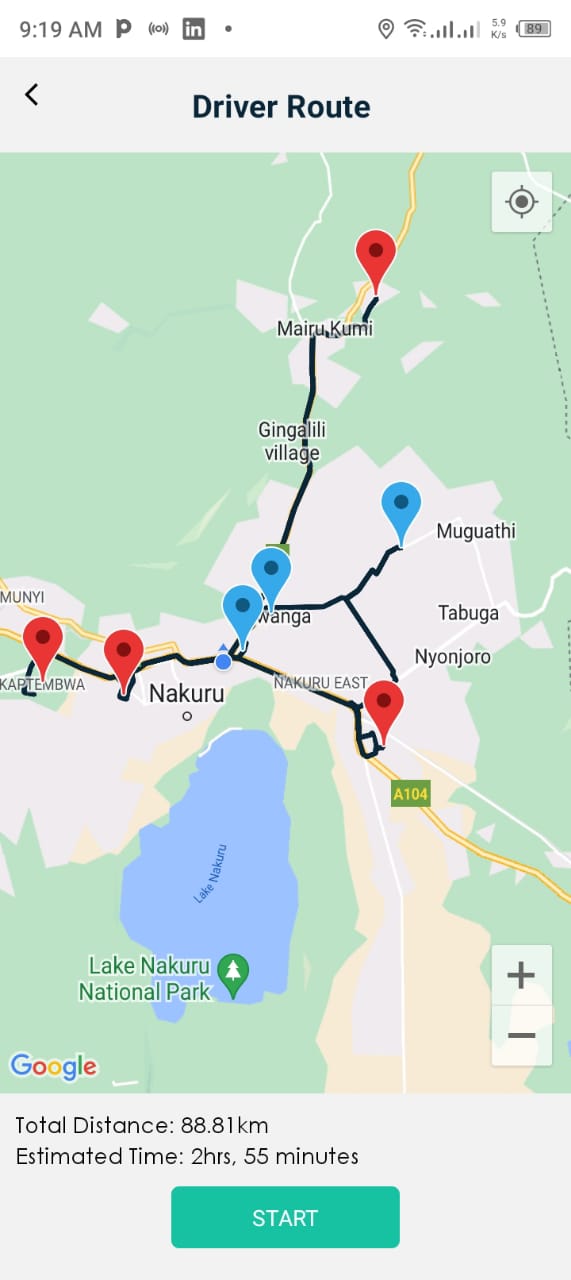 9:19 AM
in
5.9
K/s
89
Driver Route
Mairu Kumi
Gingalili
village
Muguathi
MUNYI
wanga
Tabuga
Nyonjoro
KAPTEMBWA
Nakuru
NAKURU EAST
A104
Lake Nakuru
Lake Nakuru
National Park
+
−
Google
Total Distance: 88.81km
Estimated Time: 2hrs, 55 minutes
START